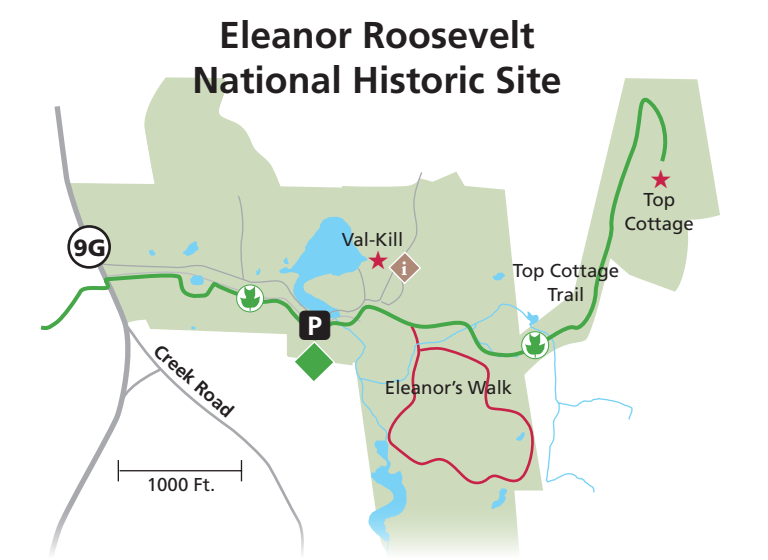 Eleanor Roosevelt
National Historic Site
9G
Val-Kill
i
Top
Cottage
Top Cottage
Trail
P
Creek Road
Eleanor's Walk
1000 Ft.